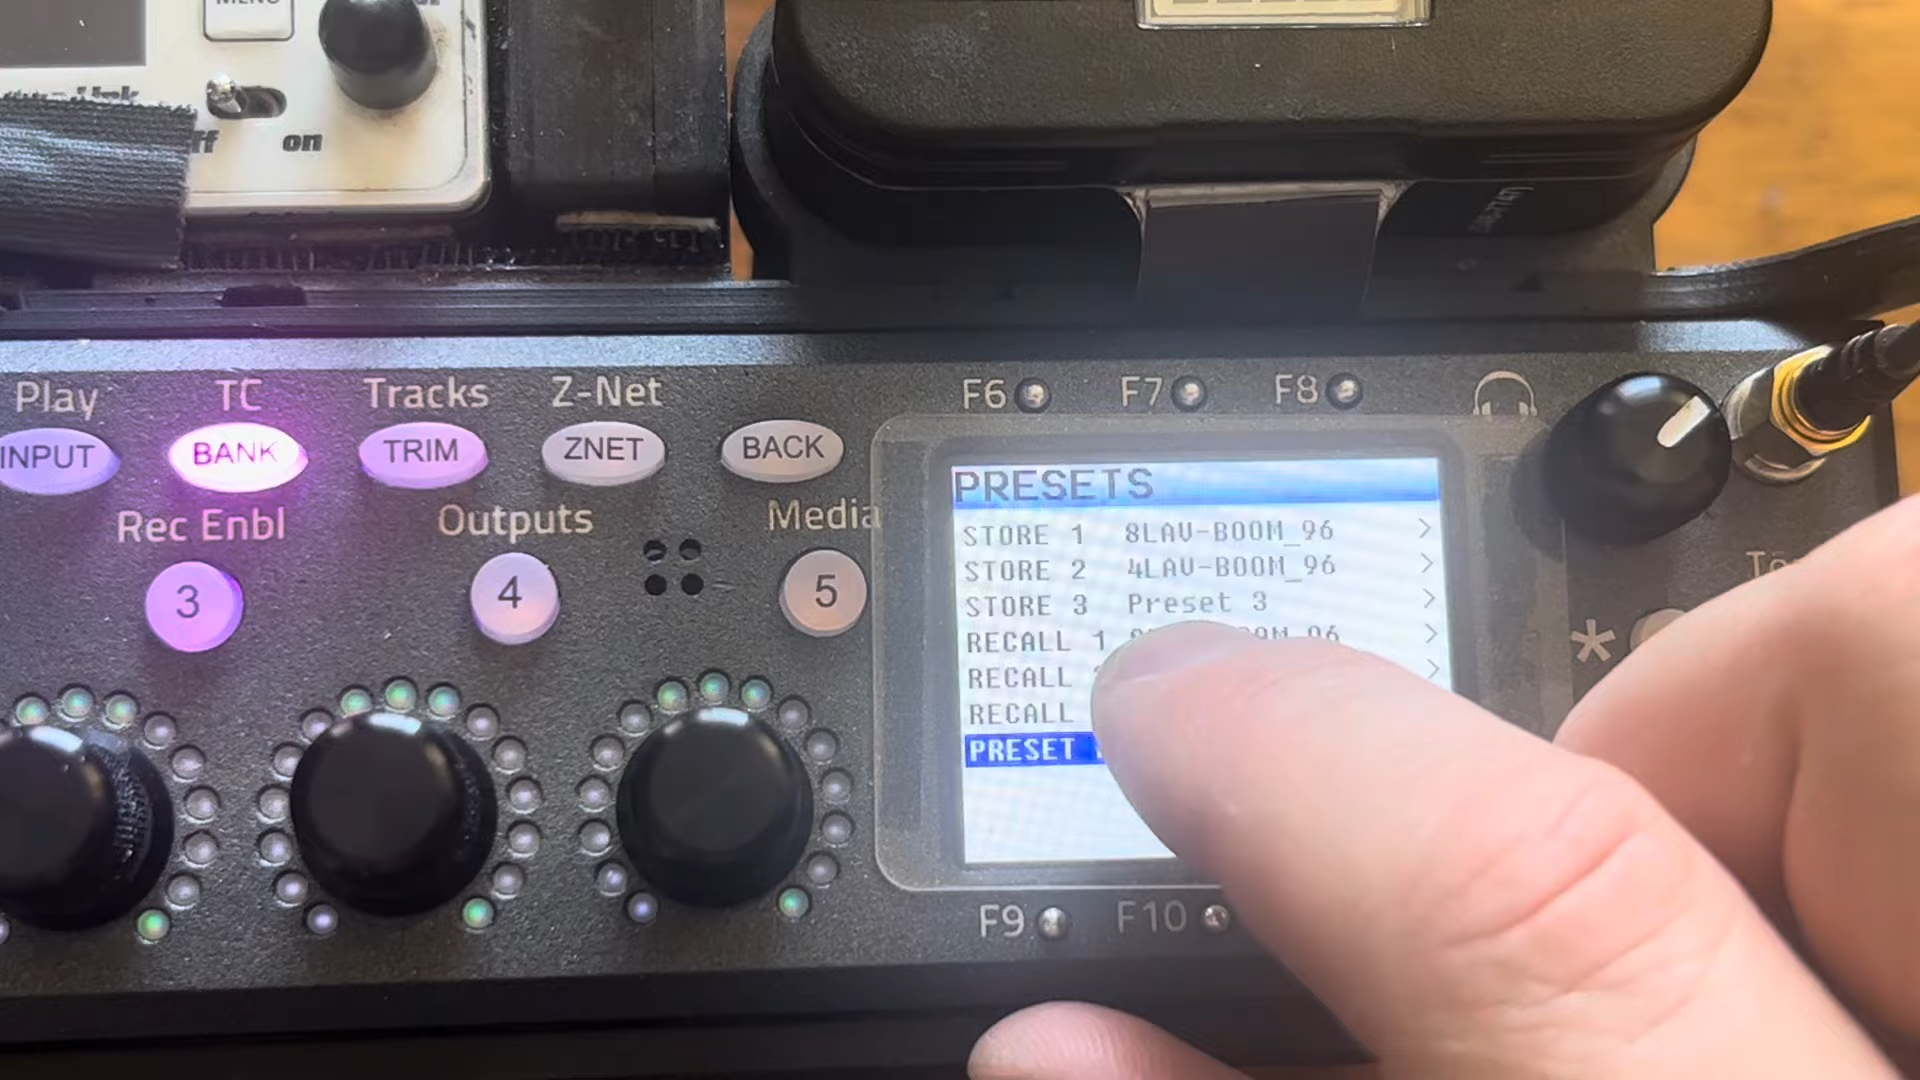 MENU
on
Play TC Tracks Z-Net
INPUT BANK TRIM ZNET BACK
Rec Enbl Outputs Media
3 4 5
F6 F7 F8
PRESETS
STORE 1 8LAV-BOOM_96 >
STORE 2 4LAV-BOOM_96 >
STORE 3 Preset 3 >
RECALL 1 >
RECALL >
RECALL
PRESET
*
F9 F10